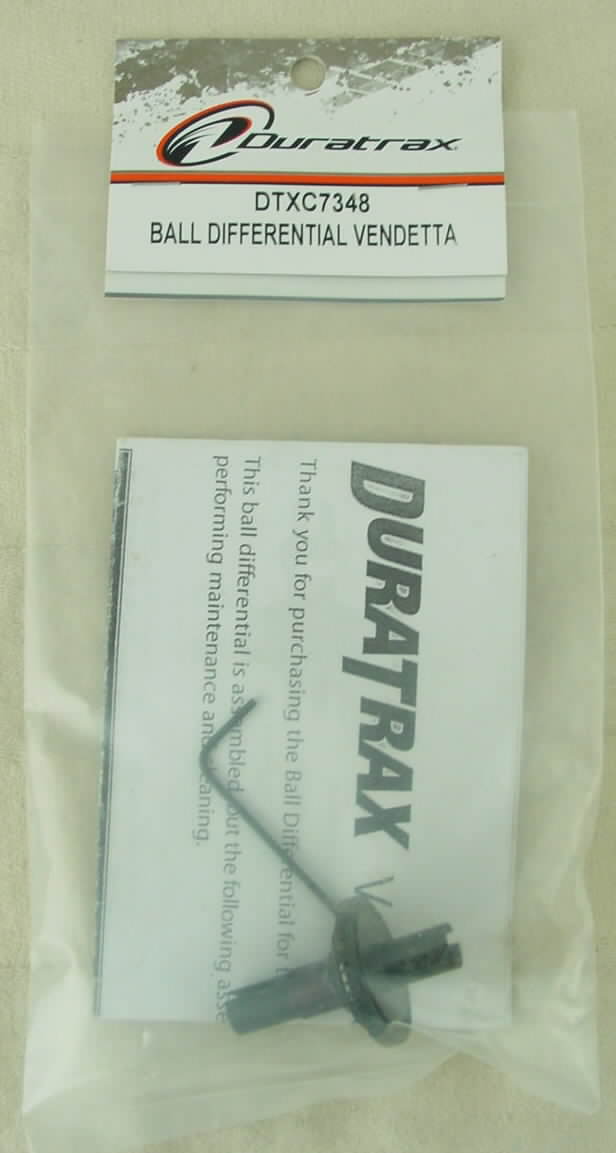 Duratrax
DTXC7348
BALL DIFFERENTIAL VENDETTA
DURATRAX
Thank you for purchasing the Ball Differential for
This ball differential is assembled but the following
performing maintenance and cleaning.